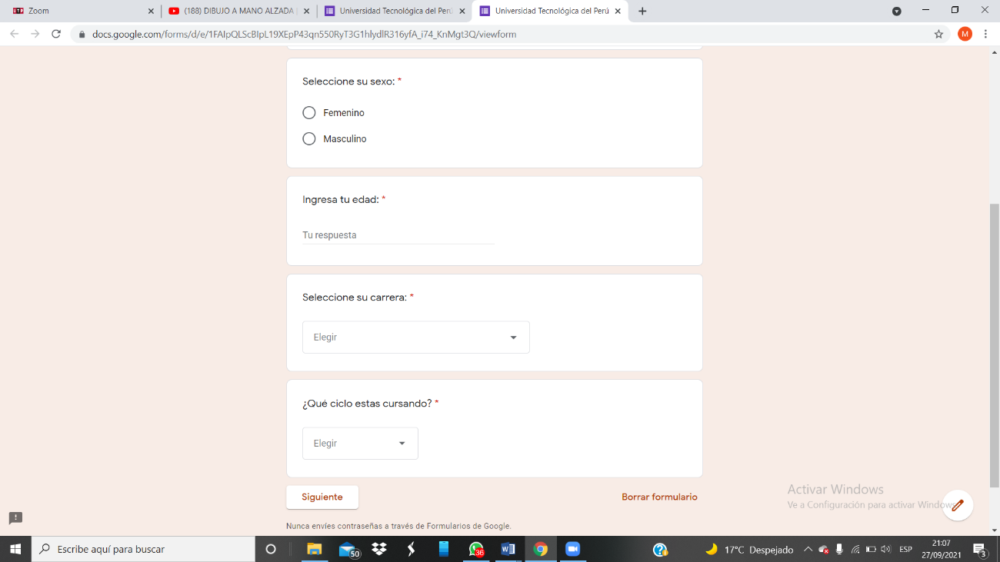 Zoom
(188) DIBUJO A MANO ALZADA
Universidad Tecnológica del Perú
Universidad Tecnológica del Perú
docs.google.com/forms/d/e/1FAIpQLScBIpL19XEpP43qn550RyT3G1hlydlR316yfA_i74_KnMgt3Q/viewform
M
Seleccione su sexo: *
Femenino
Masculino
Ingresa tu edad: *
Tu respuesta
Seleccione su carrera: *
Elegir
¿Qué ciclo estas cursando? *
Elegir
Siguiente
Borrar formulario
Activar Windows
Ve a Configuración para activar Windows
Nunca envíes contraseñas a través de Formularios de Google.
Escribe aquí para buscar
50
36
17°C Despejado
ESP
21:07
27/09/2021
3